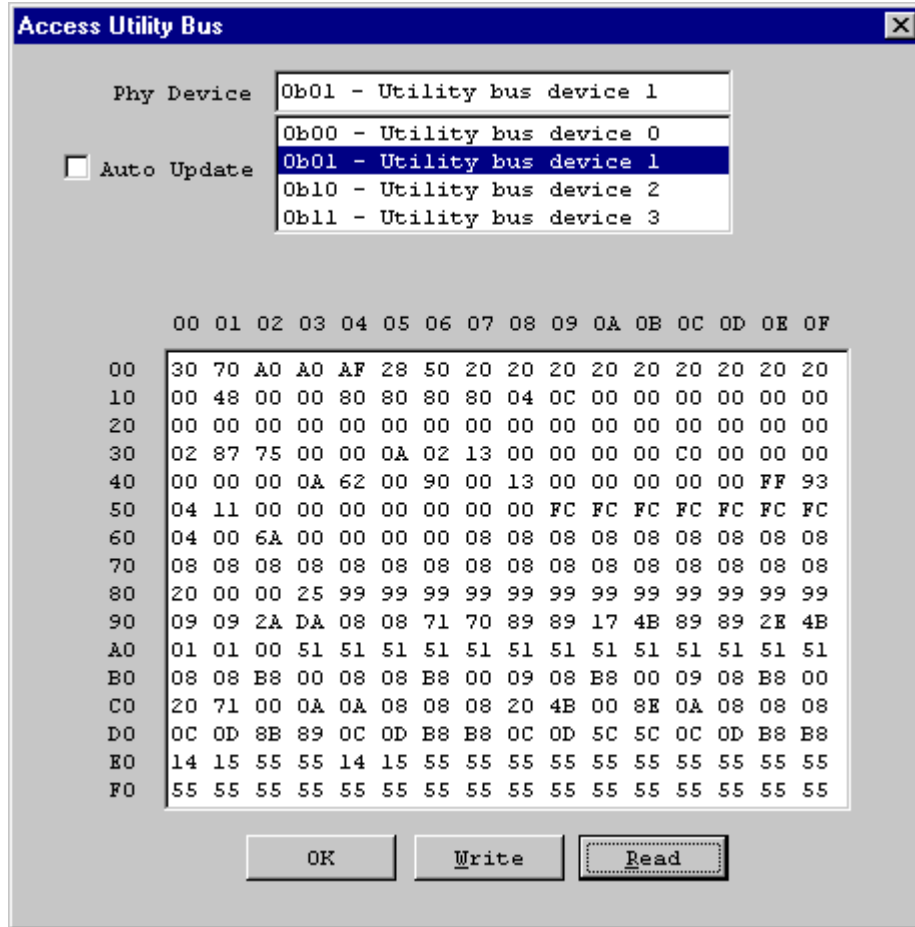 Access Utility Bus
Phy Device 0b01 - Utility bus device 1
0b00 - Utility bus device 0
Auto Update 0b01 - Utility bus device 1
0b10 - Utility bus device 2
0b11 - Utility bus device 3
00 01 02 03 04 05 06 07 08 09 0A 0B 0C 0D 0E 0F
00 30 70 A0 A0 AF 28 50 20 20 20 20 20 20 20 20 20
10 00 48 00 00 80 80 80 80 04 0C 00 00 00 00 00 00
20 00 00 00 00 00 00 00 00 00 00 00 00 00 00 00 00
30 02 87 75 00 00 0A 02 13 00 00 00 00 C0 00 00 00
40 00 00 00 0A 62 00 90 00 13 00 00 00 00 00 FF 93
50 04 11 00 00 00 00 00 00 00 FC FC FC FC FC FC FC
60 04 00 6A 00 00 00 00 08 08 08 08 08 08 08 08 08
70 08 08 08 08 08 08 08 08 08 08 08 08 08 08 08 08
80 20 00 00 25 99 99 99 99 99 99 99 99 99 99 99 99
90 09 09 2A DA 08 08 71 70 89 89 17 4B 89 89 2E 4B
A0 01 01 00 51 51 51 51 51 51 51 51 51 51 51 51 51
B0 08 08 B8 00 08 08 B8 00 09 08 B8 00 09 08 B8 00
C0 20 71 00 0A 0A 08 08 08 20 4B 00 8E 0A 08 08 08
D0 0C 0D 8B 89 0C 0D B8 B8 0C 0D 5C 5C 0C 0D B8 B8
E0 14 15 55 55 14 15 55 55 55 55 55 55 55 55 55 55
F0 55 55 55 55 55 55 55 55 55 55 55 55 55 55 55 55
OK Write Read